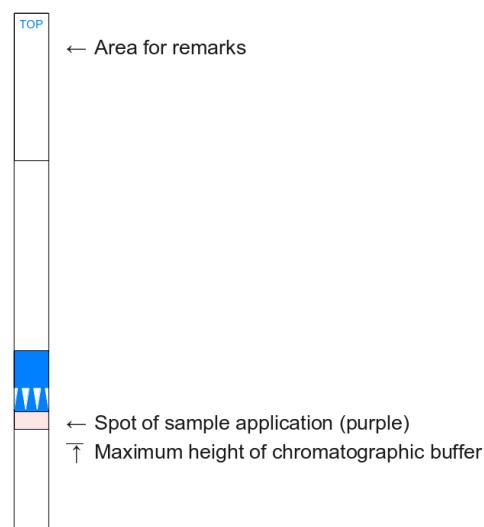 TOP
← Area for remarks
← Spot of sample application (purple)
Maximum height of chromatographic buffer